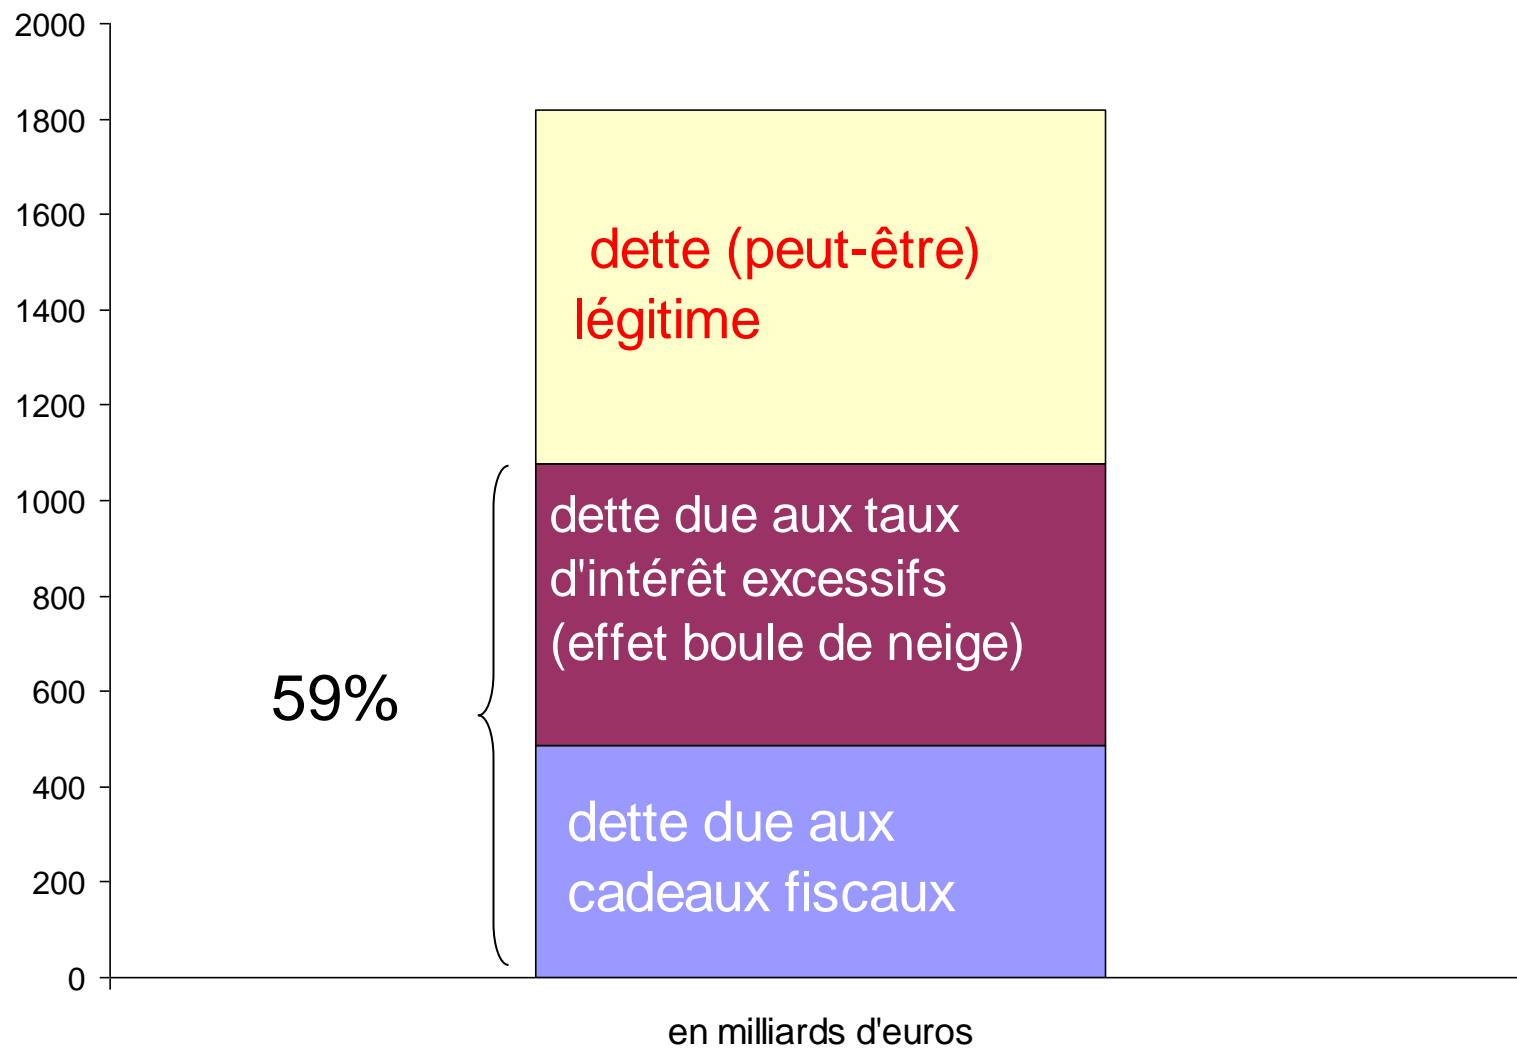 2000
1800
1600
1400
1200
1000
800
600
400
200
0
dette (peut-être)
légitime
dette due aux taux
d'intérêt excessifs
(effet boule de neige)
59%
dette due aux
cadeaux fiscaux
en milliards d'euros